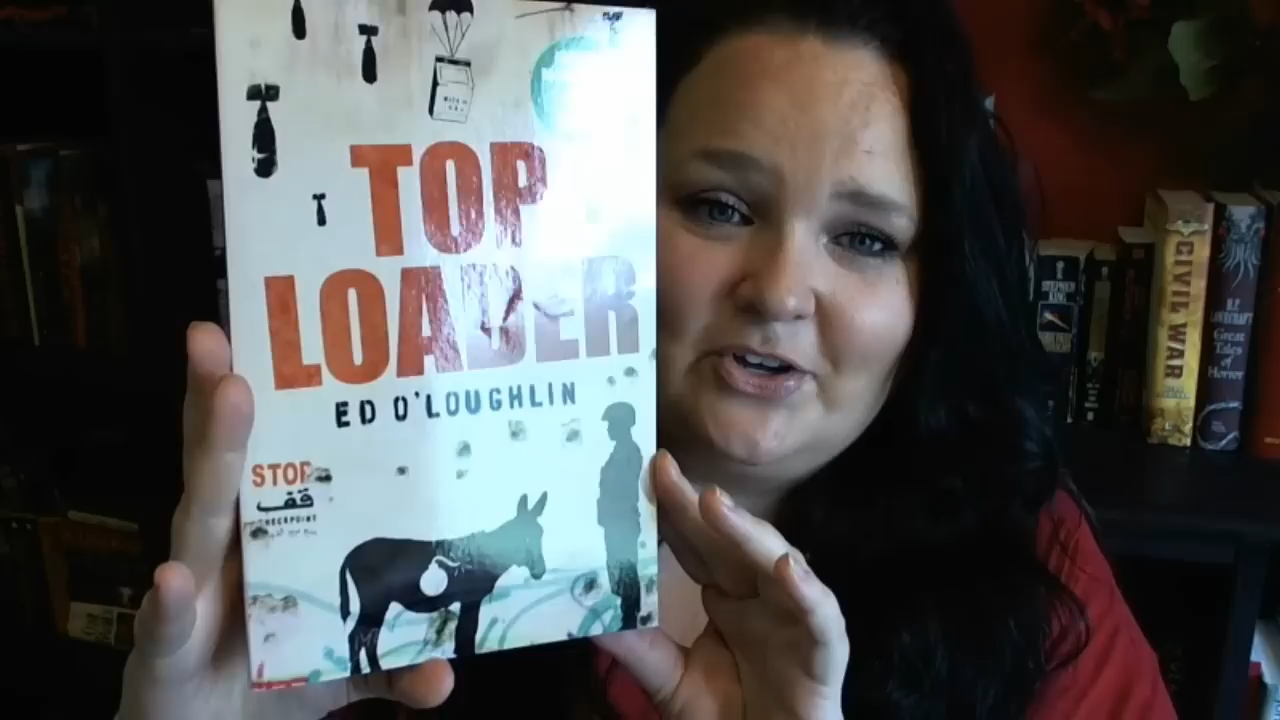 TOP
LOADER
ED O'LOUGHLIN
STOP
قف
CHECKPOINT
STEPHEN
KING
CIVIL WAR
H.P.
LOVECRAFT
Great
Tales
of
Horror